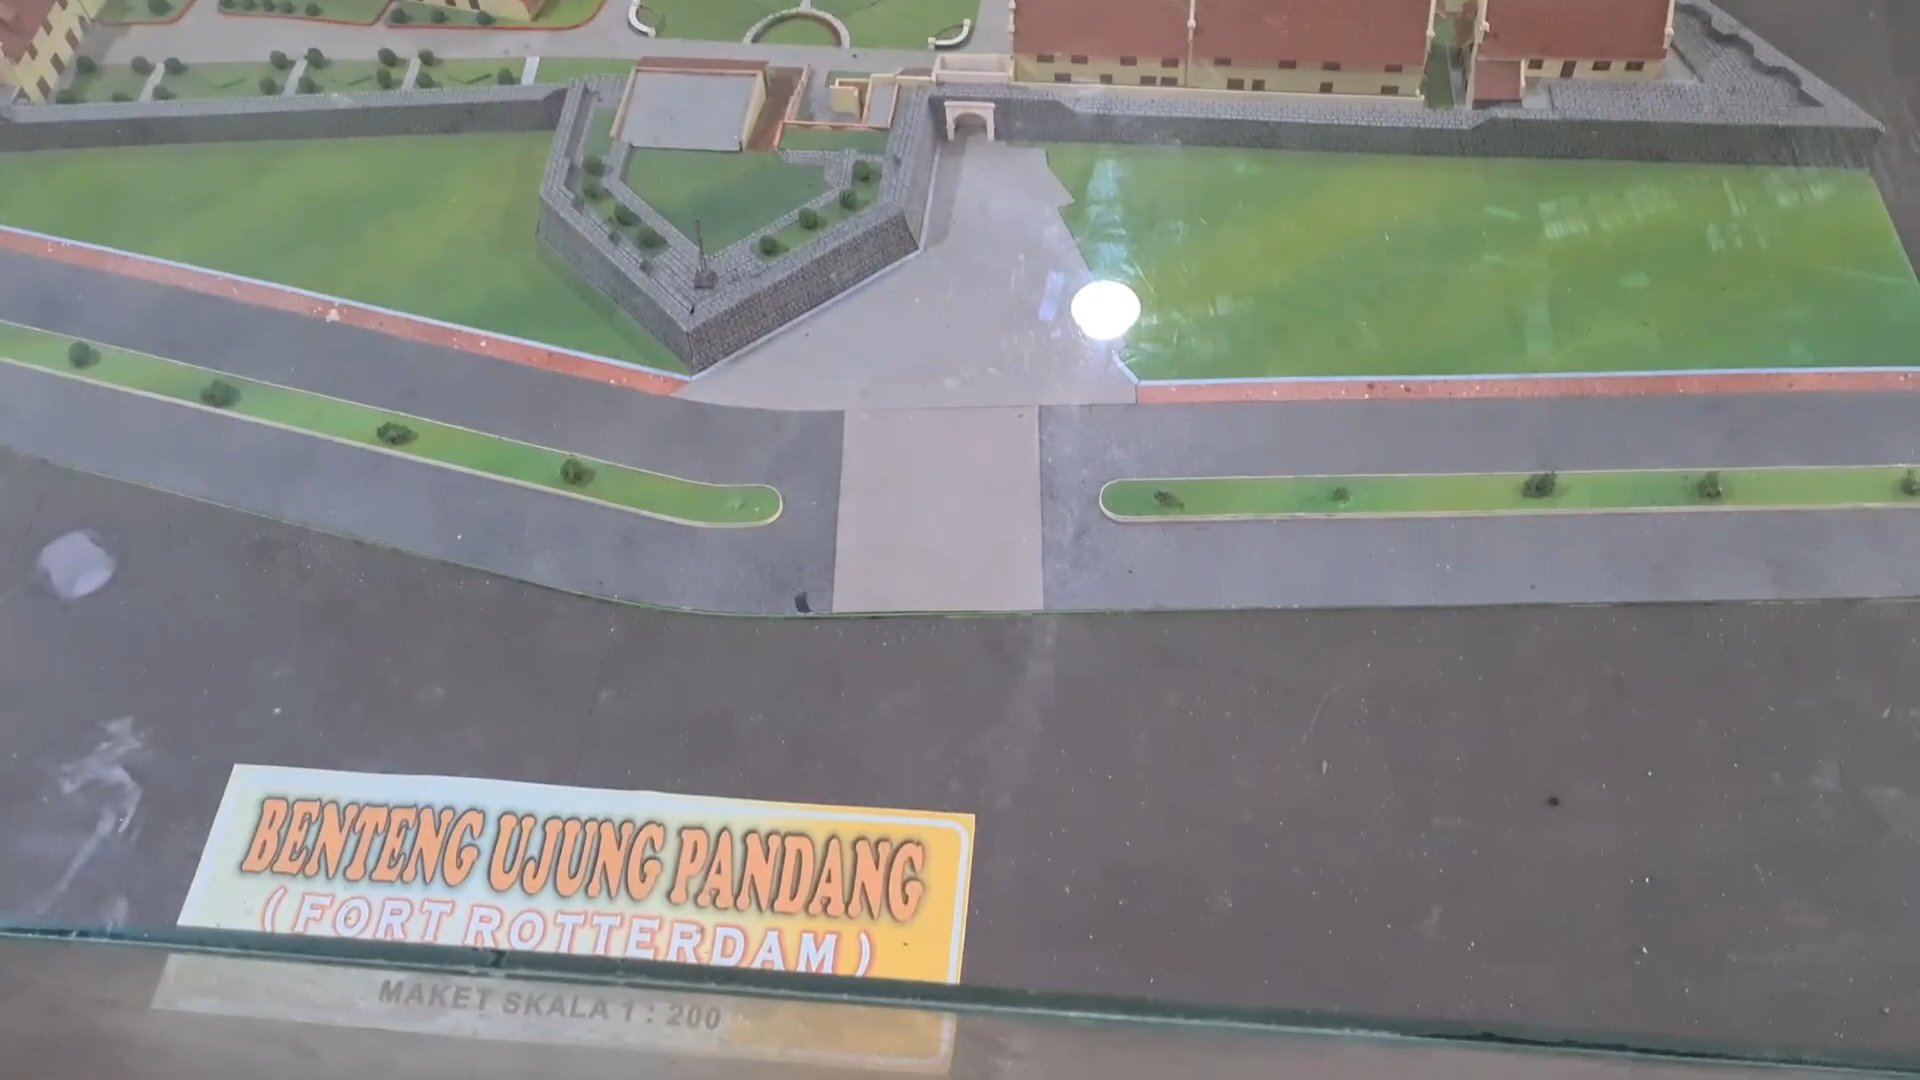 BENTENG UJUNG PANDANG
( FORT ROTTERDAM )
MAKET SKALA 1 : 200